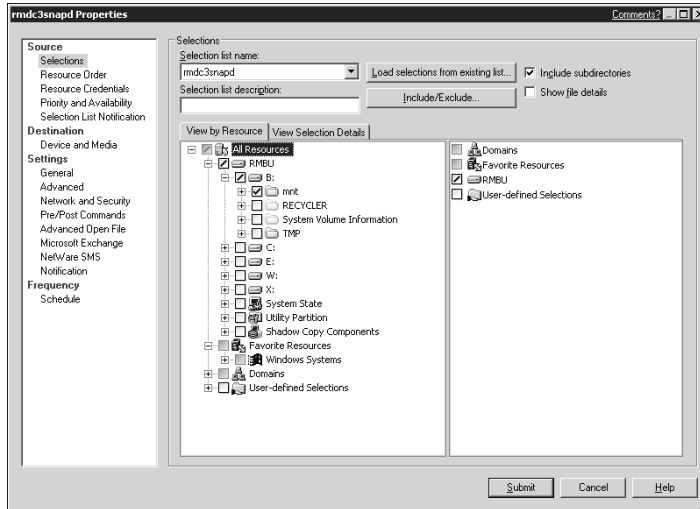 rmdc3snapd Properties
Comments?
Source
Selections
Resource Order
Resource Credentials
Priority and Availability
Selection List Notification
Destination
Device and Media
Settings
General
Advanced
Network and Security
Pre/Post Commands
Advanced Open File
Microsoft Exchange
NetWare SMS
Notification
Frequency
Schedule
Selections
Selection list name:
rmdc3snapd
Load selections from existing list...
Include subdirectories
Selection list description:
Include/Exclude...
Show file details
View by Resource
View Selection Details
All Resources
RMBU
B:
mnt
RECYCLER
System Volume Information
TMP
C:
E:
W:
X:
System State
Utility Partition
Shadow Copy Components
Favorite Resources
Windows Systems
Domains
User-defined Selections
Domains
Favorite Resources
RMBU
User-defined Selections
Submit
Cancel
Help